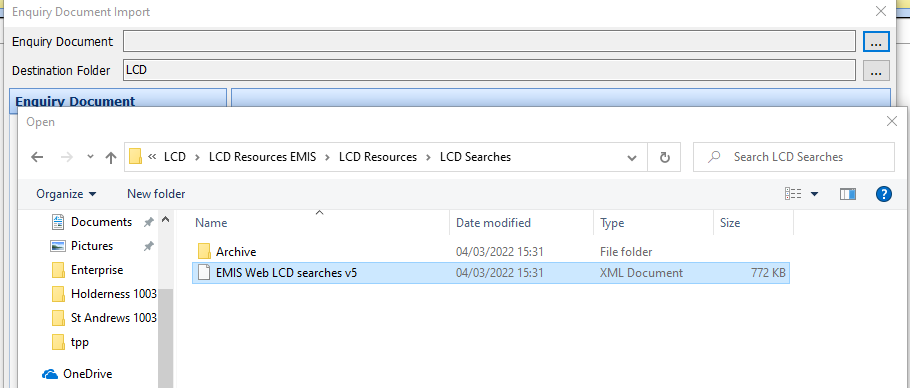 Enquiry Document Import
Enquiry Document ...
Destination Folder LCD ...
Enquiry Document
Open
« LCD > LCD Resources EMIS > LCD Resources > LCD Searches Search LCD Searches
Organize New folder ?
Documents Name Date modified Type Size
Pictures
Archive 04/03/2022 15:31 File folder
Enterprise
EMIS Web LCD searches v5 04/03/2022 15:31 XML Document 772 KB
Holderness 1003
St Andrews 1003
tpp
OneDrive